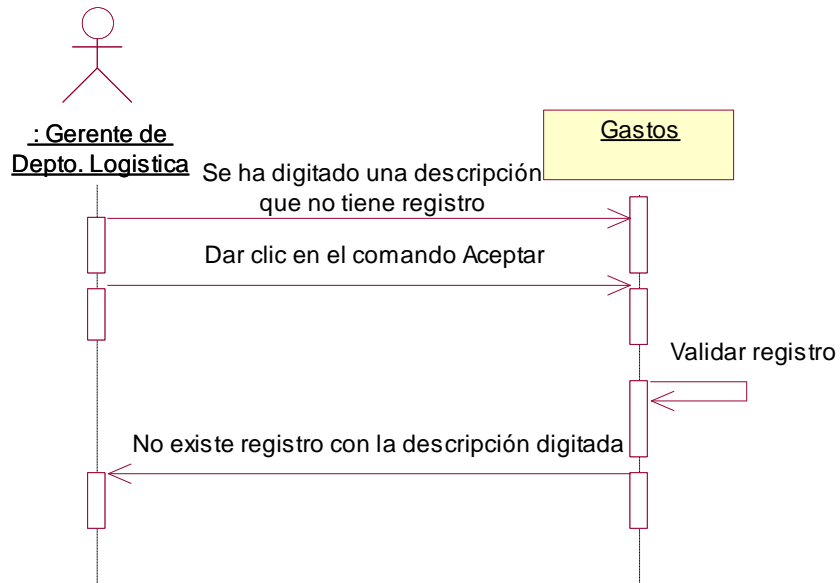 : Gerente de
Depto. Logistica
Gastos
Se ha digitado una descripción
que no tiene registro
Dar clic en el comando Aceptar
Validar registro
No existe registro con la descripción digitada